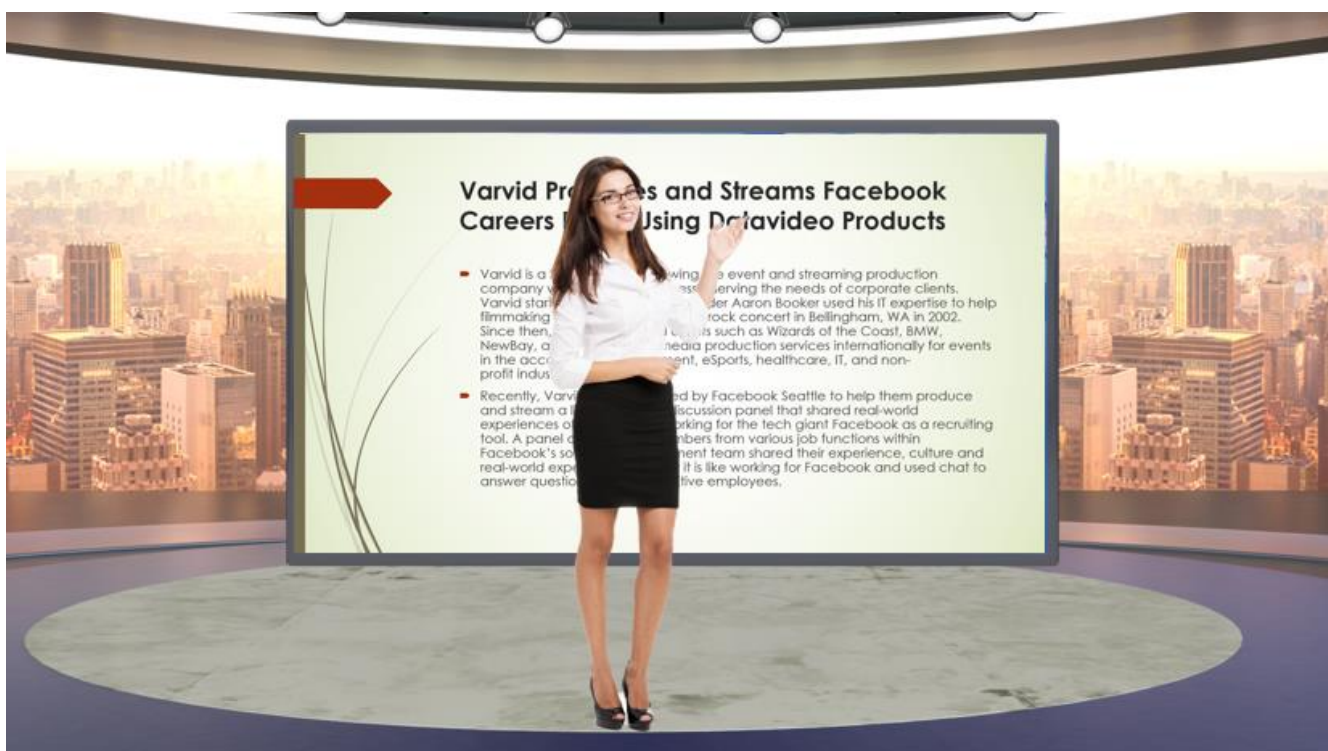 Varvid Pr es and Streams Facebook
Careers Using Datavideo Products
Varvid is a wing event and streaming production
company serving the needs of corporate clients.
Varvid star Aaron Booker used his IT expertise to help
filmmaking rock concert in Bellingham, WA in 2002.
Since then, such as Wizards of the Coast, BMW,
NewBay, a media production services internationally for events
in the acc ent, eSports, healthcare, IT, and non-
profit indus
Recently, Varvi ed by Facebook Seattle to help them produce
and stream a discussion panel that shared real-world
experiences o rking for the tech giant Facebook as a recruiting
tool. A panel mbers from various job functions within
Facebook's so ment team shared their experience, culture and
real-world expe it is like working for Facebook and used chat to
answer questio tive employees.